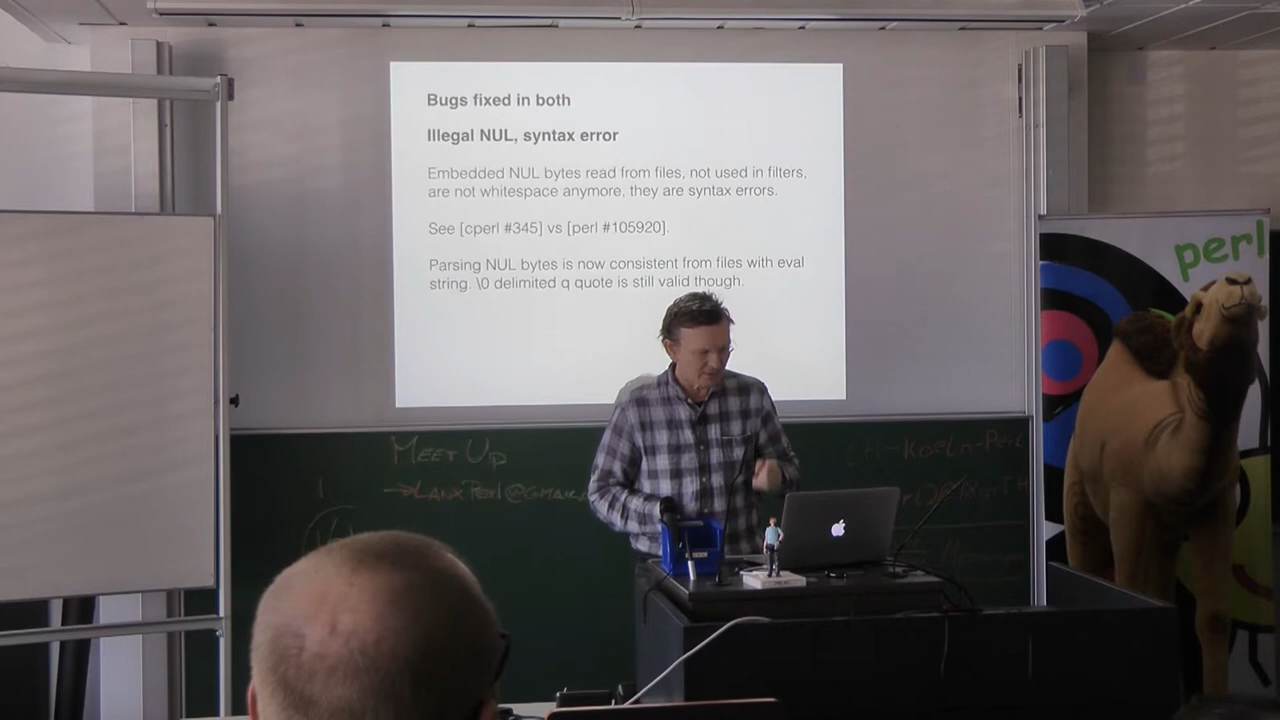 Bugs fixed in both
Illegal NUL, syntax error
Embedded NUL bytes read from files, not used in filters,
are not whitespace anymore, they are syntax errors.
See [cperl #345] vs [perl #105920].
Parsing NUL bytes is now consistent from files with eval
string. \0 delimited q quote is still valid though.
perl
MEET UP